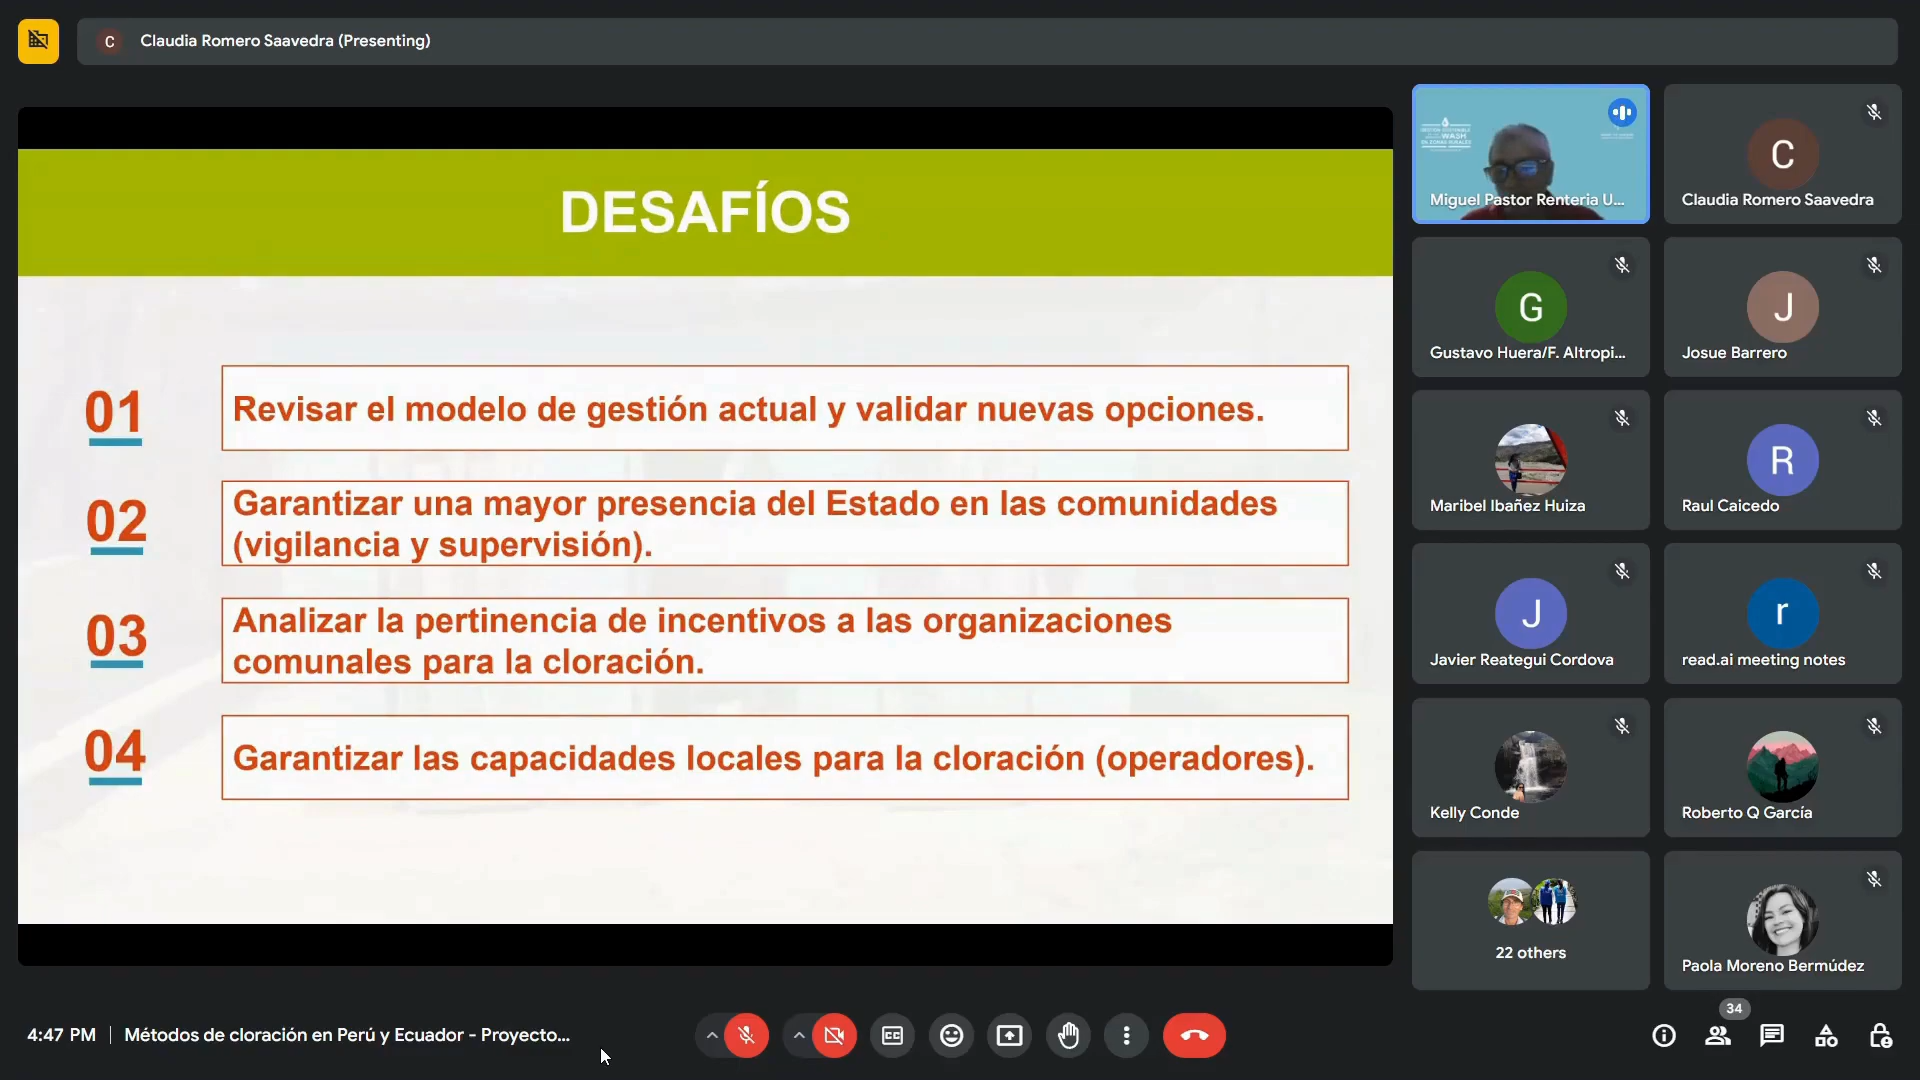 C Claudia Romero Saavedra (Presenting)
DESAFÍOS
01
Revisar el modelo de gestión actual y validar nuevas opciones.
02
Garantizar una mayor presencia del Estado en las comunidades
(vigilancia y supervisión).
03
Analizar la pertinencia de incentivos a las organizaciones
comunales para la cloración.
04
Garantizar las capacidades locales para la cloración (operadores).
WASH
Miguel Pastor Renteria U...
C
Claudia Romero Saavedra
G
Gustavo Huera/F. Altropi...
J
Josue Barrero
Maribel Ibañez Huiza
R
Raul Caicedo
J
Javier Reategui Cordova
r
read.ai meeting notes
Kelly Conde
Roberto Q García
22 others
Paola Moreno Bermúdez
4:47 PM | Métodos de cloración en Perú y Ecuador - Proyecto...
CC
34